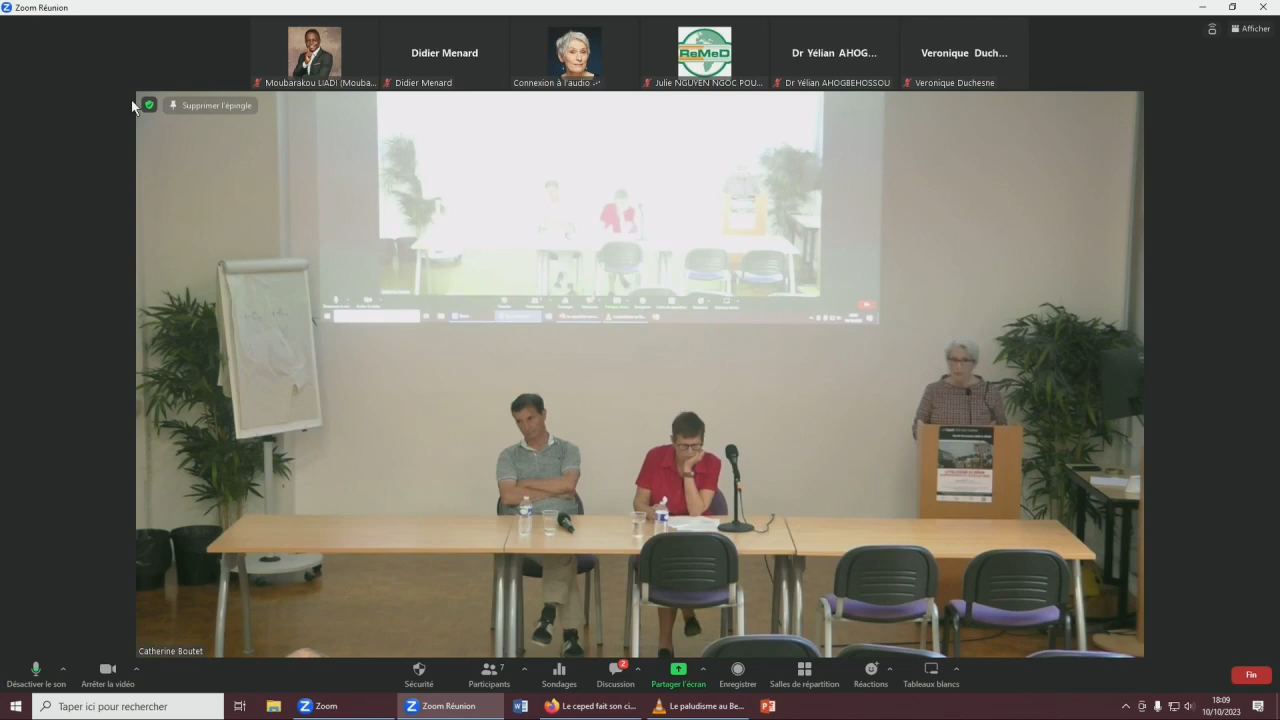 Zoom Réunion
Afficher
Didier Menard
ReMeD
Dr Yélian AHOG...
Veronique Duch...
Moubarakou LIADI (Mouba...
Didier Menard
Connexion à l'audio
Julie NGUYEN NGOC POU...
Dr Yélian AHOGBEHOSSOU
Veronique Duchesne
Supprimer l'épingle
Catherine Boutet
7
2
Désactiver le son
Arrêter la vidéo
Sécurité
Participants
Sondages
Discussion
Partager l'écran
Enregistrer
Salles de répartition
Réactions
Tableaux blancs
Fin
Taper ici pour rechercher
Zoom
Zoom Réunion
Le ceped fait son ci...
Le paludisme au Be...
18:09
10/10/2023